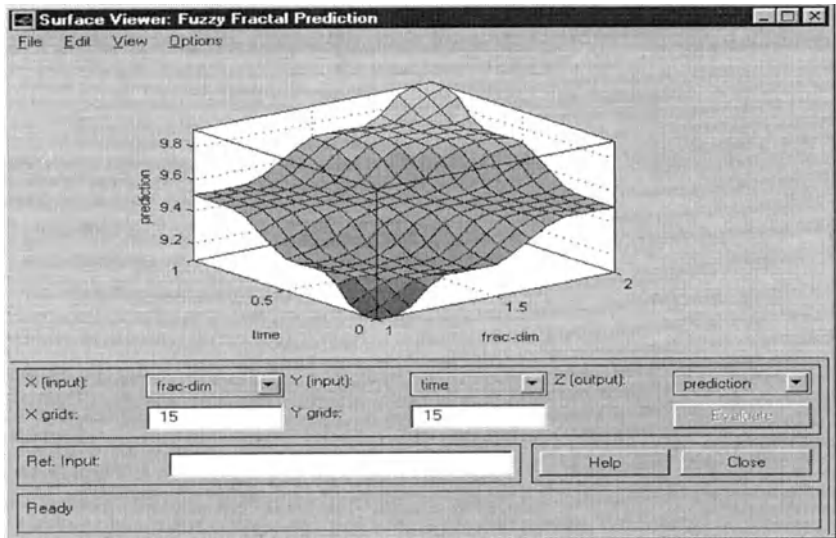 Surface Viewer: Fuzzy Fractal Prediction
File Edit View Options
9.8
9.6
9.4
9.2
prediction
1
0.5
0
time
1
1.5
2
frac-dim
X (input): frac-dim Y (input): time Z (output): prediction
X grids: 15 Y grids: 15 Evaluate
Ref. Input: Help Close
Ready